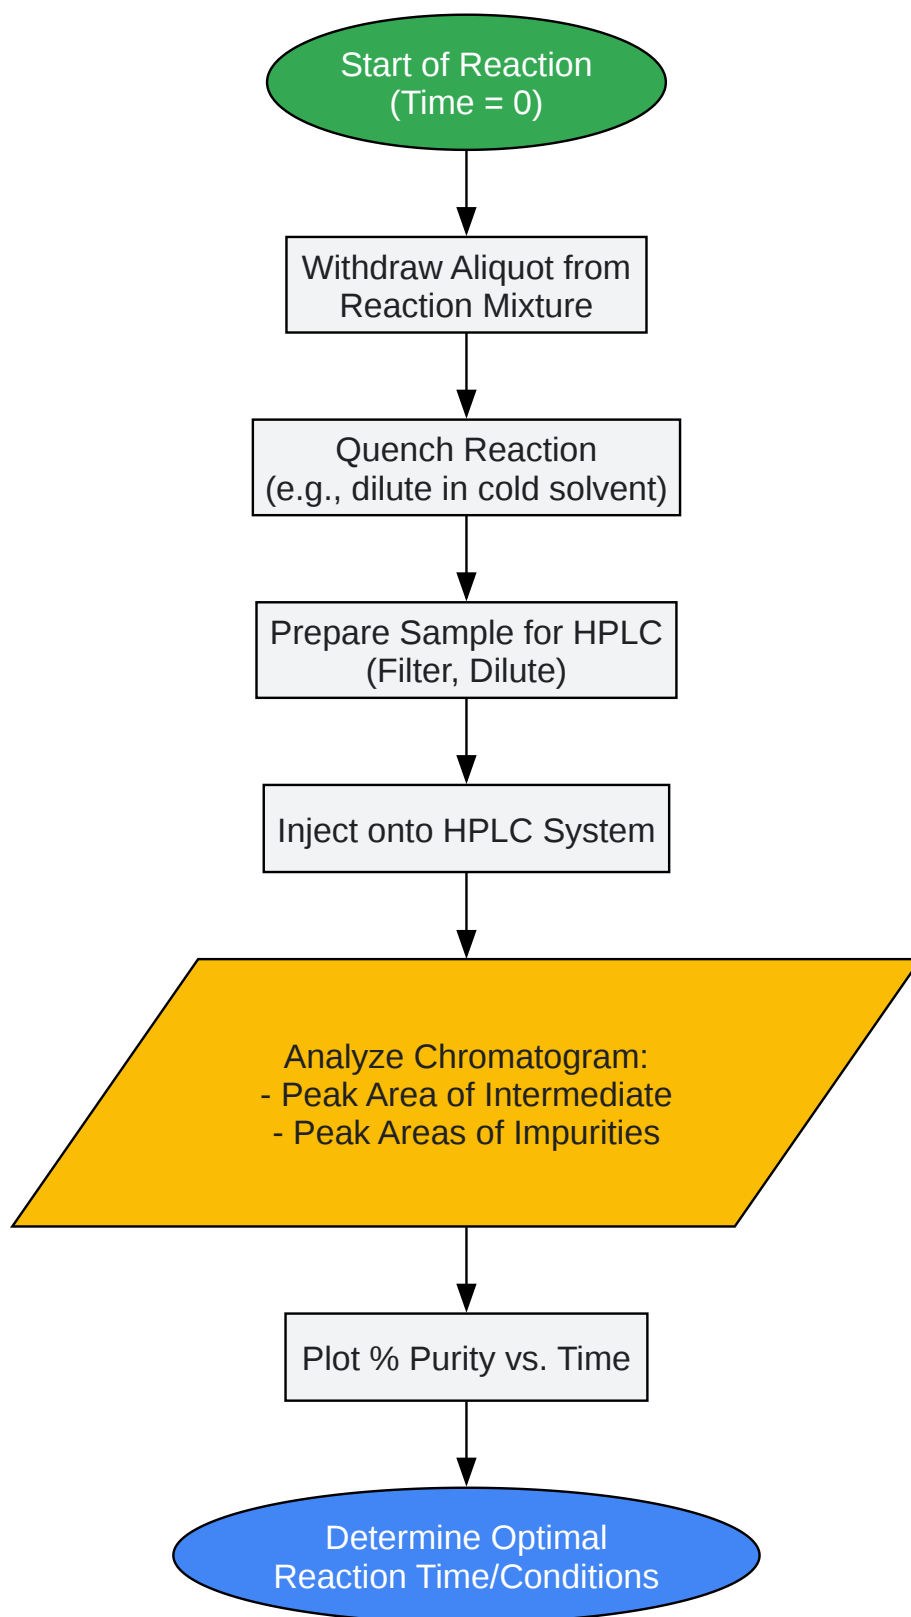 Start of Reaction
(Time = 0)
Withdraw Aliquot from
Reaction Mixture
Quench Reaction
(e.g., dilute in cold solvent)
Prepare Sample for HPLC
(Filter, Dilute)
Inject onto HPLC System
Analyze Chromatogram:
- Peak Area of Intermediate
- Peak Areas of Impurities
Plot % Purity vs. Time
Determine Optimal
Reaction Time/Conditions